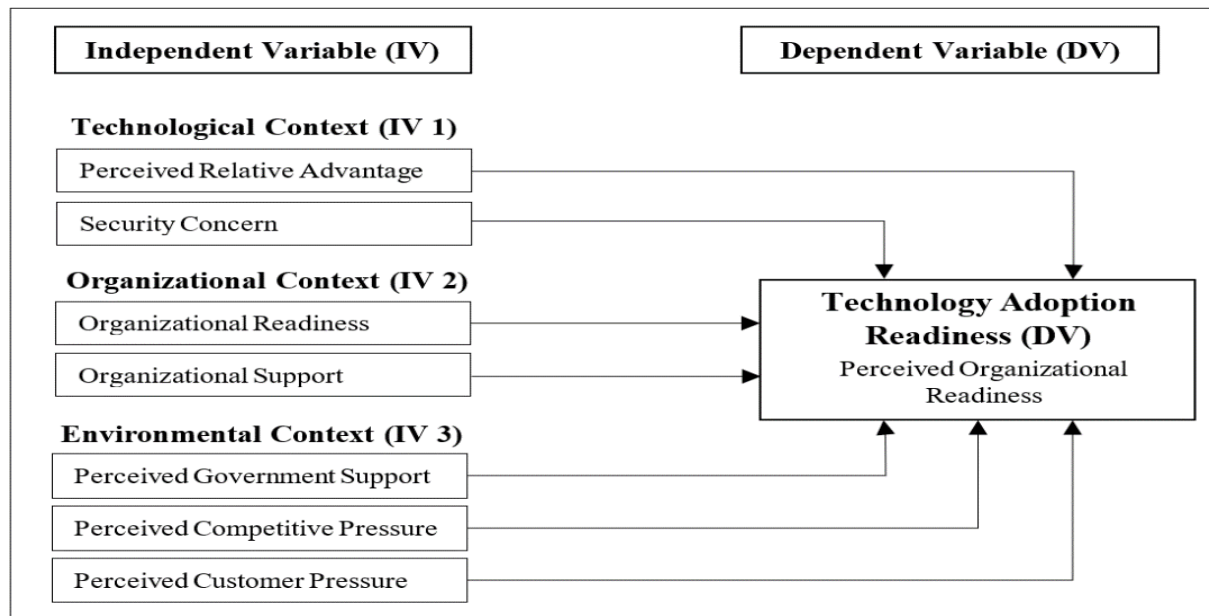 Independent Variable (IV)
Dependent Variable (DV)
Technological Context (IV 1)
Perceived Relative Advantage
Security Concern
Organizational Context (IV 2)
Organizational Readiness
Organizational Support
Environmental Context (IV 3)
Perceived Government Support
Perceived Competitive Pressure
Perceived Customer Pressure
Technology Adoption
Readiness (DV)
Perceived Organizational
Readiness